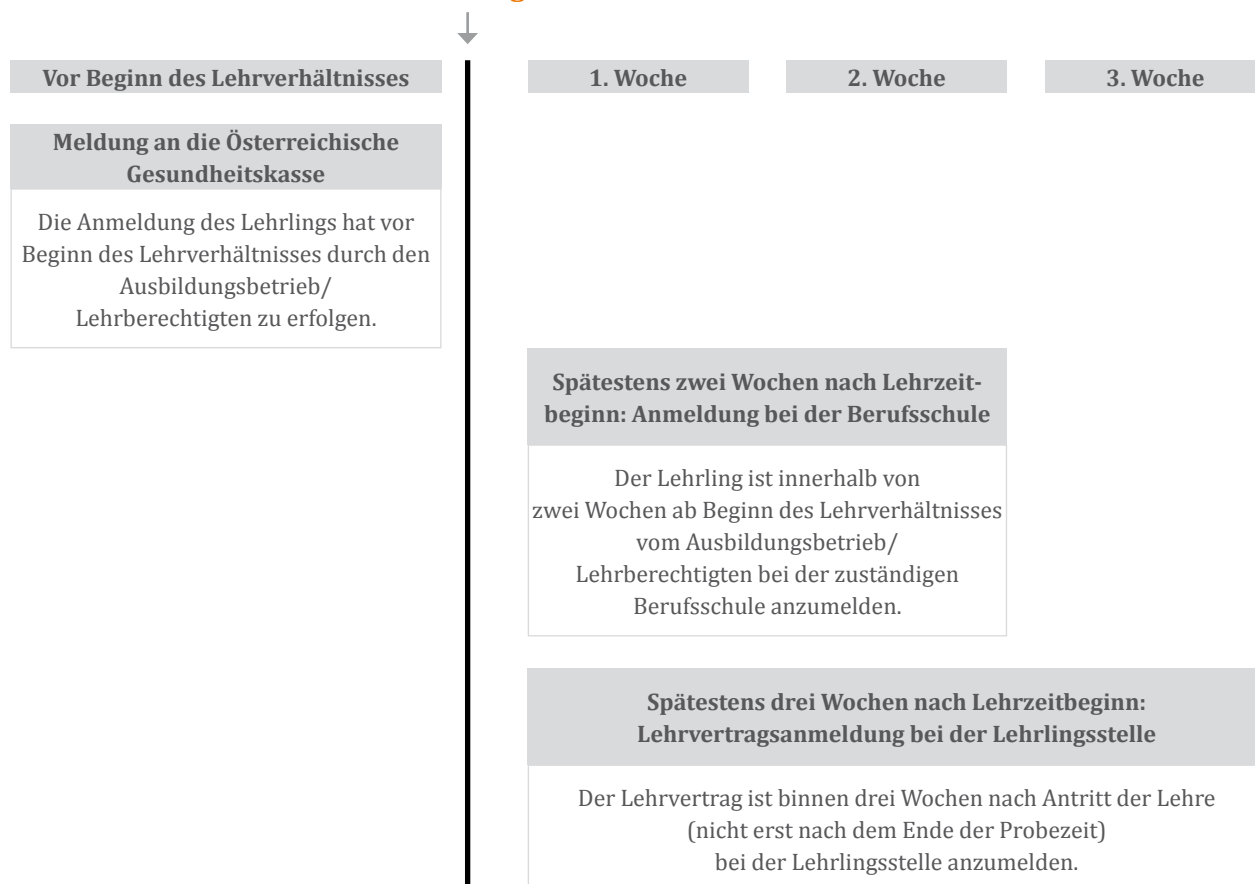 Vor Beginn des Lehrverhältnisses
1. Woche
2. Woche
3. Woche
Meldung an die Österreichische
Gesundheitskasse
Die Anmeldung des Lehrlings hat vor
Beginn des Lehrverhältnisses durch den
Ausbildungsbetrieb/
Lehrberechtigten zu erfolgen.
Spätestens zwei Wochen nach Lehrzeit-
beginn: Anmeldung bei der Berufsschule
Der Lehrling ist innerhalb von
zwei Wochen ab Beginn des Lehrverhältnisses
vom Ausbildungsbetrieb/
Lehrberechtigten bei der zuständigen
Berufsschule anzumelden.
Spätestens drei Wochen nach Lehrzeitbeginn:
Lehrvertragsanmeldung bei der Lehrlingsstelle
Der Lehrvertrag ist binnen drei Wochen nach Antritt der Lehre
(nicht erst nach dem Ende der Probezeit)
bei der Lehrlingsstelle anzumelden.